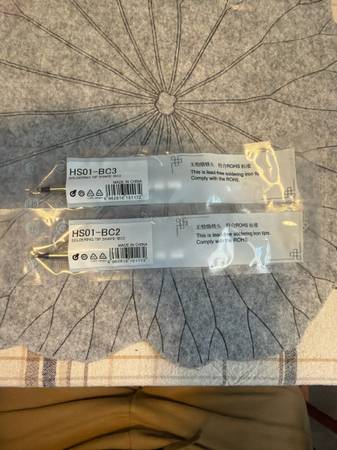 HS01-BC3
SOLDERING TIP SHAPE-BC3
MADE IN CHINA
无铅烙铁头 符合ROHS 标准
This is lead-free soldering iron tips.
Comply with the ROHS.
HS01-BC2
SOLDERING TIP SHAPE-BC2
MADE IN CHINA
无铅烙铁头 符合ROHS 标准
This is lead-free soldering iron tips.
Comply with the ROHS.